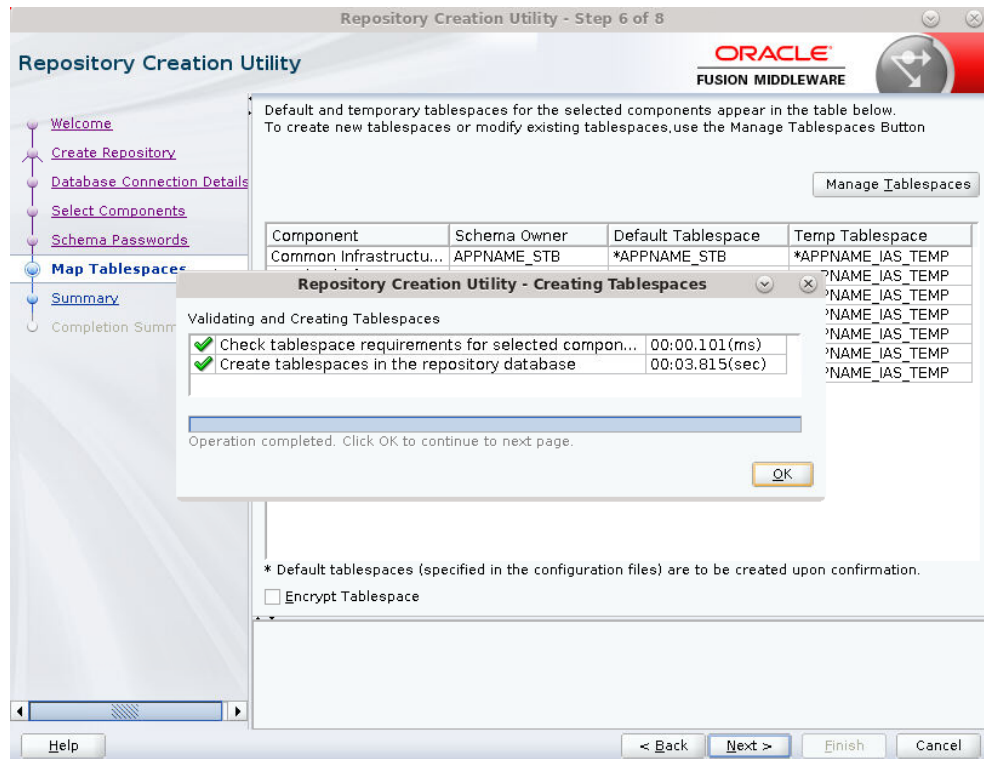 Repository Creation Utility - Step 6 of 8
Repository Creation Utility
ORACLE
FUSION MIDDLEWARE
Welcome
Create Repository
Database Connection Details
Select Components
Schema Passwords
Map Tablespaces
Summary
Completion Summ
Default and temporary tablespaces for the selected components appear in the table below.
To create new tablespaces or modify existing tablespaces,use the Manage Tablespaces Button
Manage Tablespaces
Component Schema Owner Default Tablespace Temp Tablespace
Common Infrastructu... APPNAME_STB *APPNAME_STB *APPNAME_IAS_TEMP
PNAME_IAS_TEMP
PNAME_IAS_TEMP
PNAME_IAS_TEMP
PNAME_IAS_TEMP
PNAME_IAS_TEMP
PNAME_IAS_TEMP
Repository Creation Utility - Creating Tablespaces
Validating and Creating Tablespaces
Check tablespace requirements for selected compon... 00:00.101(ms)
Create tablespaces in the repository database 00:03.815(sec)
Operation completed. Click OK to continue to next page.
OK
* Default tablespaces (specified in the configuration files) are to be created upon confirmation.
Encrypt Tablespace
Help
< Back Next > Finish Cancel